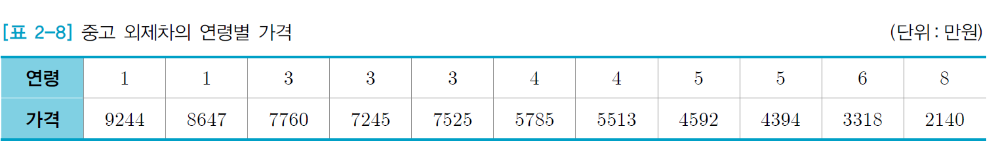 [표 2-8] 중고 외제차의 연령별 가격 (단위 : 만원)
연령 1 1 3 3 3 4 4 5 5 6 8
가격 9244 8647 7760 7245 7525 5785 5513 4592 4394 3318 2140